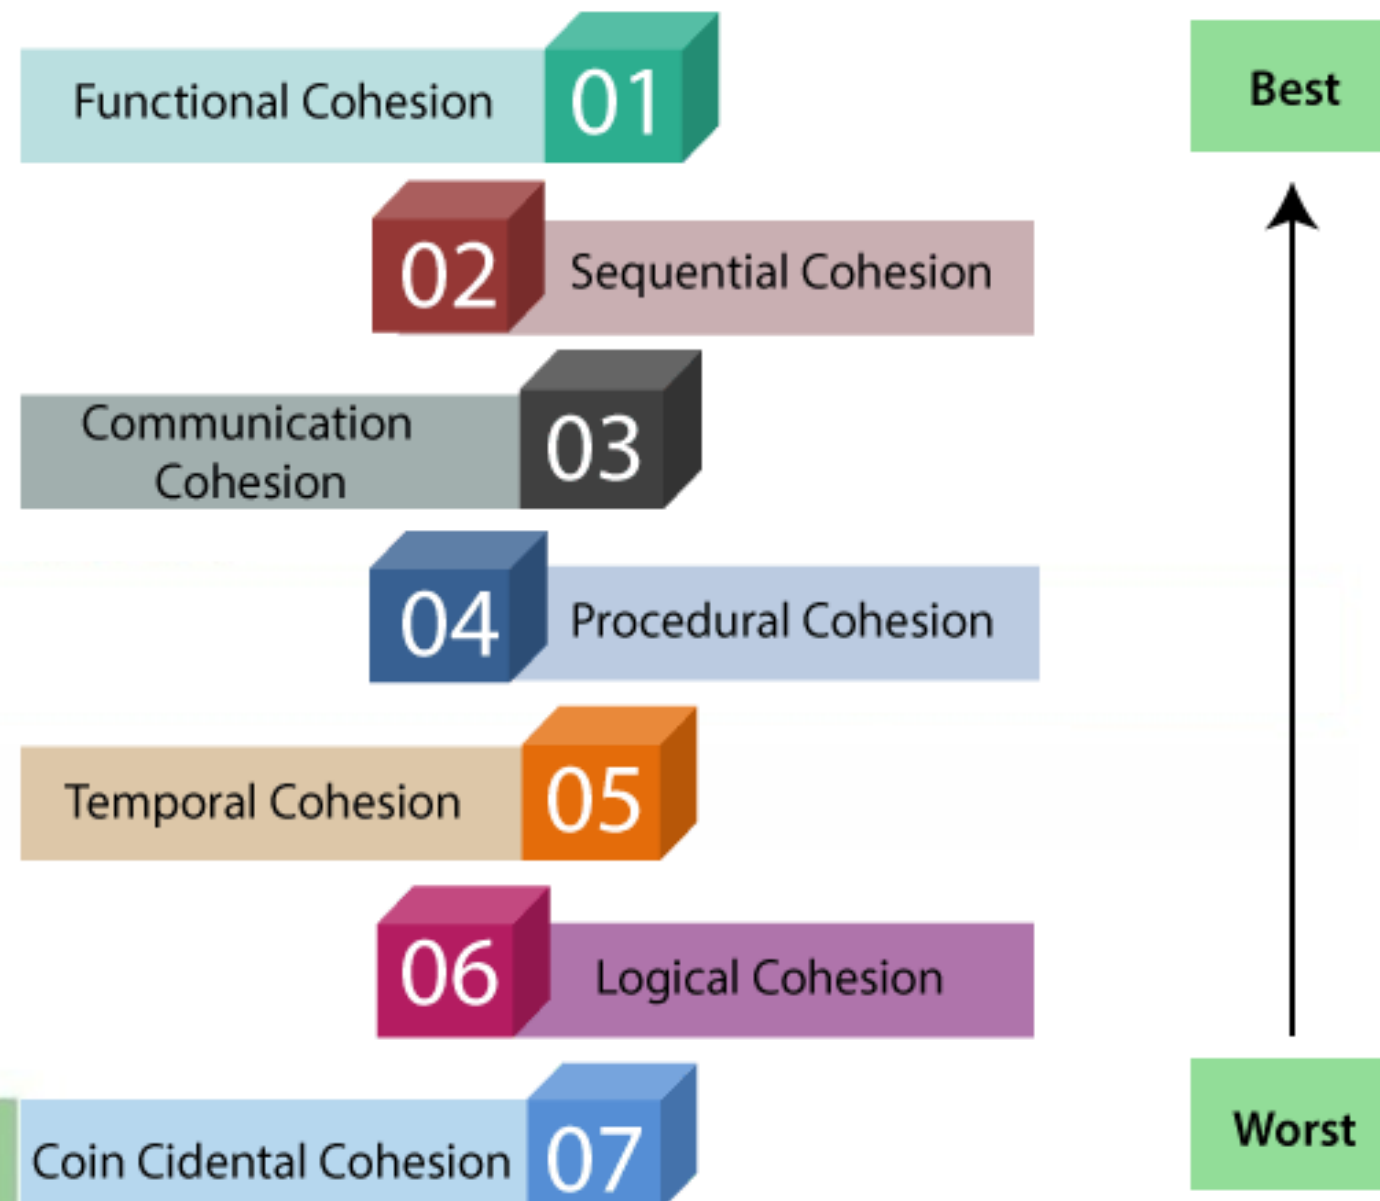 Functional Cohesion 01
Best
02 Sequential Cohesion
Communication
Cohesion
03
04 Procedural Cohesion
Temporal Cohesion 05
06 Logical Cohesion
Coin Cidental Cohesion 07
Worst